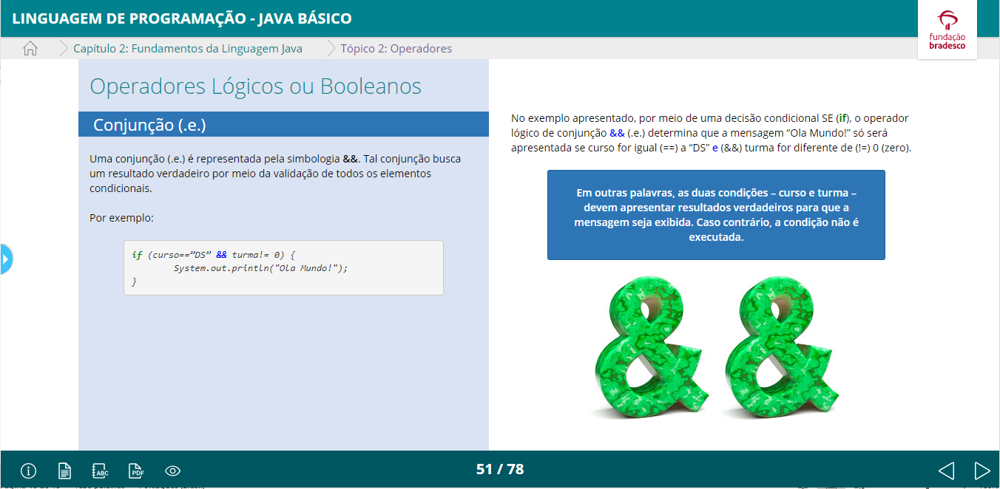 LINGUAGEM DE PROGRAMAÇÃO - JAVA BÁSICO
fundação
bradesco
Capítulo 2: Fundamentos da Linguagem Java
Tópico 2: Operadores
Operadores Lógicos ou Booleanos
Conjunção (.e.)
Uma conjunção (.e.) é representada pela simbologia &&. Tal conjunção busca
um resultado verdadeiro por meio da validação de todos os elementos
condicionais.
Por exemplo:
if (curso==”DS” && turma!= 0) {
System.out.println("Ola Mundo!");
}
No exemplo apresentado, por meio de uma decisão condicional SE (if), o operador
lógico de conjunção && (.e.) determina que a mensagem “Ola Mundo!” só será
apresentada se curso for igual (==) a “DS” e (&&) turma for diferente de (!=) 0 (zero).
Em outras palavras, as duas condições – curso e turma –
devem apresentar resultados verdadeiros para que a
mensagem seja exibida. Caso contrário, a condição não é
executada.
&&
ABC
PDF
51 / 78